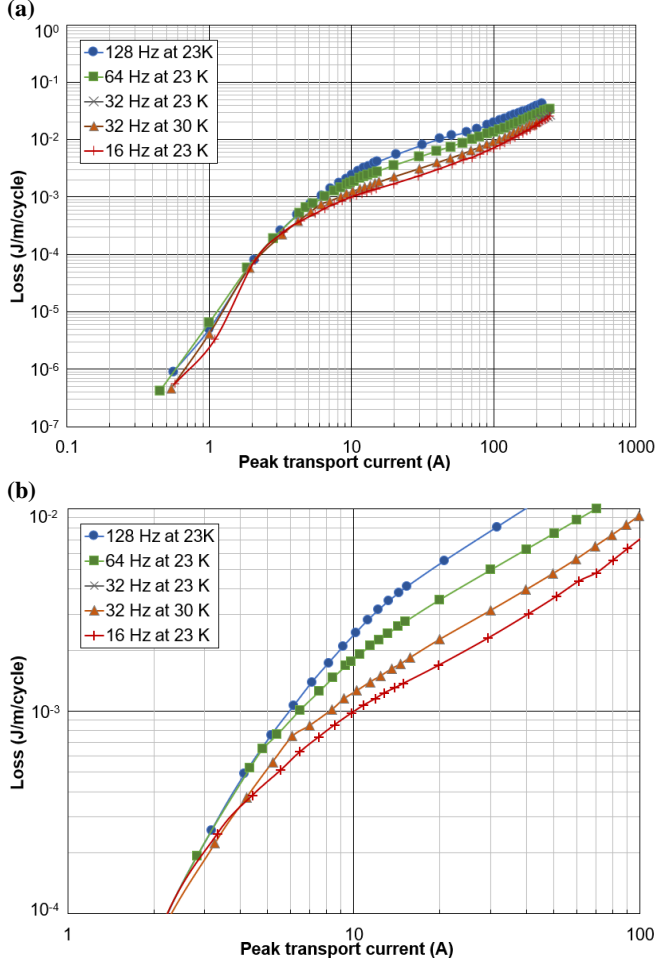 (a)
10⁰
10⁻¹
10⁻²
10⁻³
10⁻⁴
10⁻⁵
10⁻⁶
10⁻⁷
Loss (J/m/cycle)
128 Hz at 23K
64 Hz at 23 K
32 Hz at 23 K
32 Hz at 30 K
16 Hz at 23 K
0.1 1 10 100 1000
Peak transport current (A)
(b)
10⁻²
10⁻³
10⁻⁴
Loss (J/m/cycle)
128 Hz at 23K
64 Hz at 23 K
32 Hz at 23 K
32 Hz at 30 K
16 Hz at 23 K
1 10 100
Peak transport current (A)